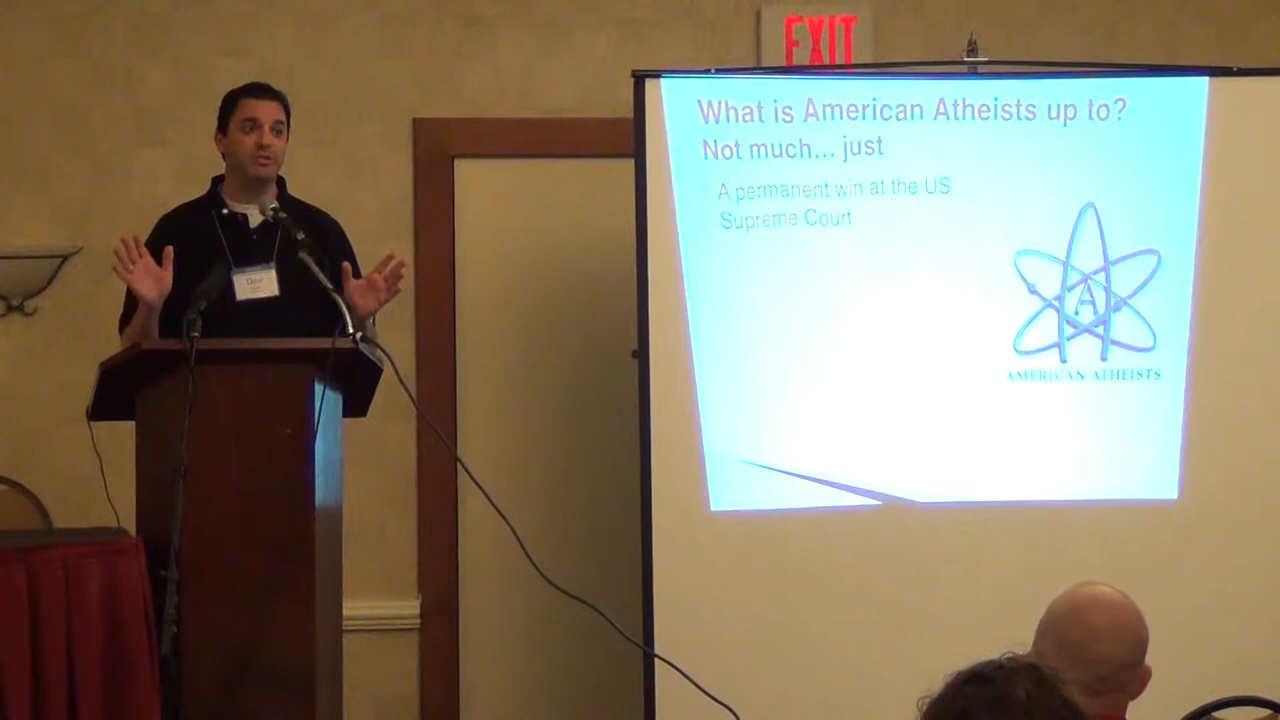 EXIT
What is American Atheists up to?
Not much... just
A permanent win at the US
Supreme Court
A
AMERICAN ATHEISTS